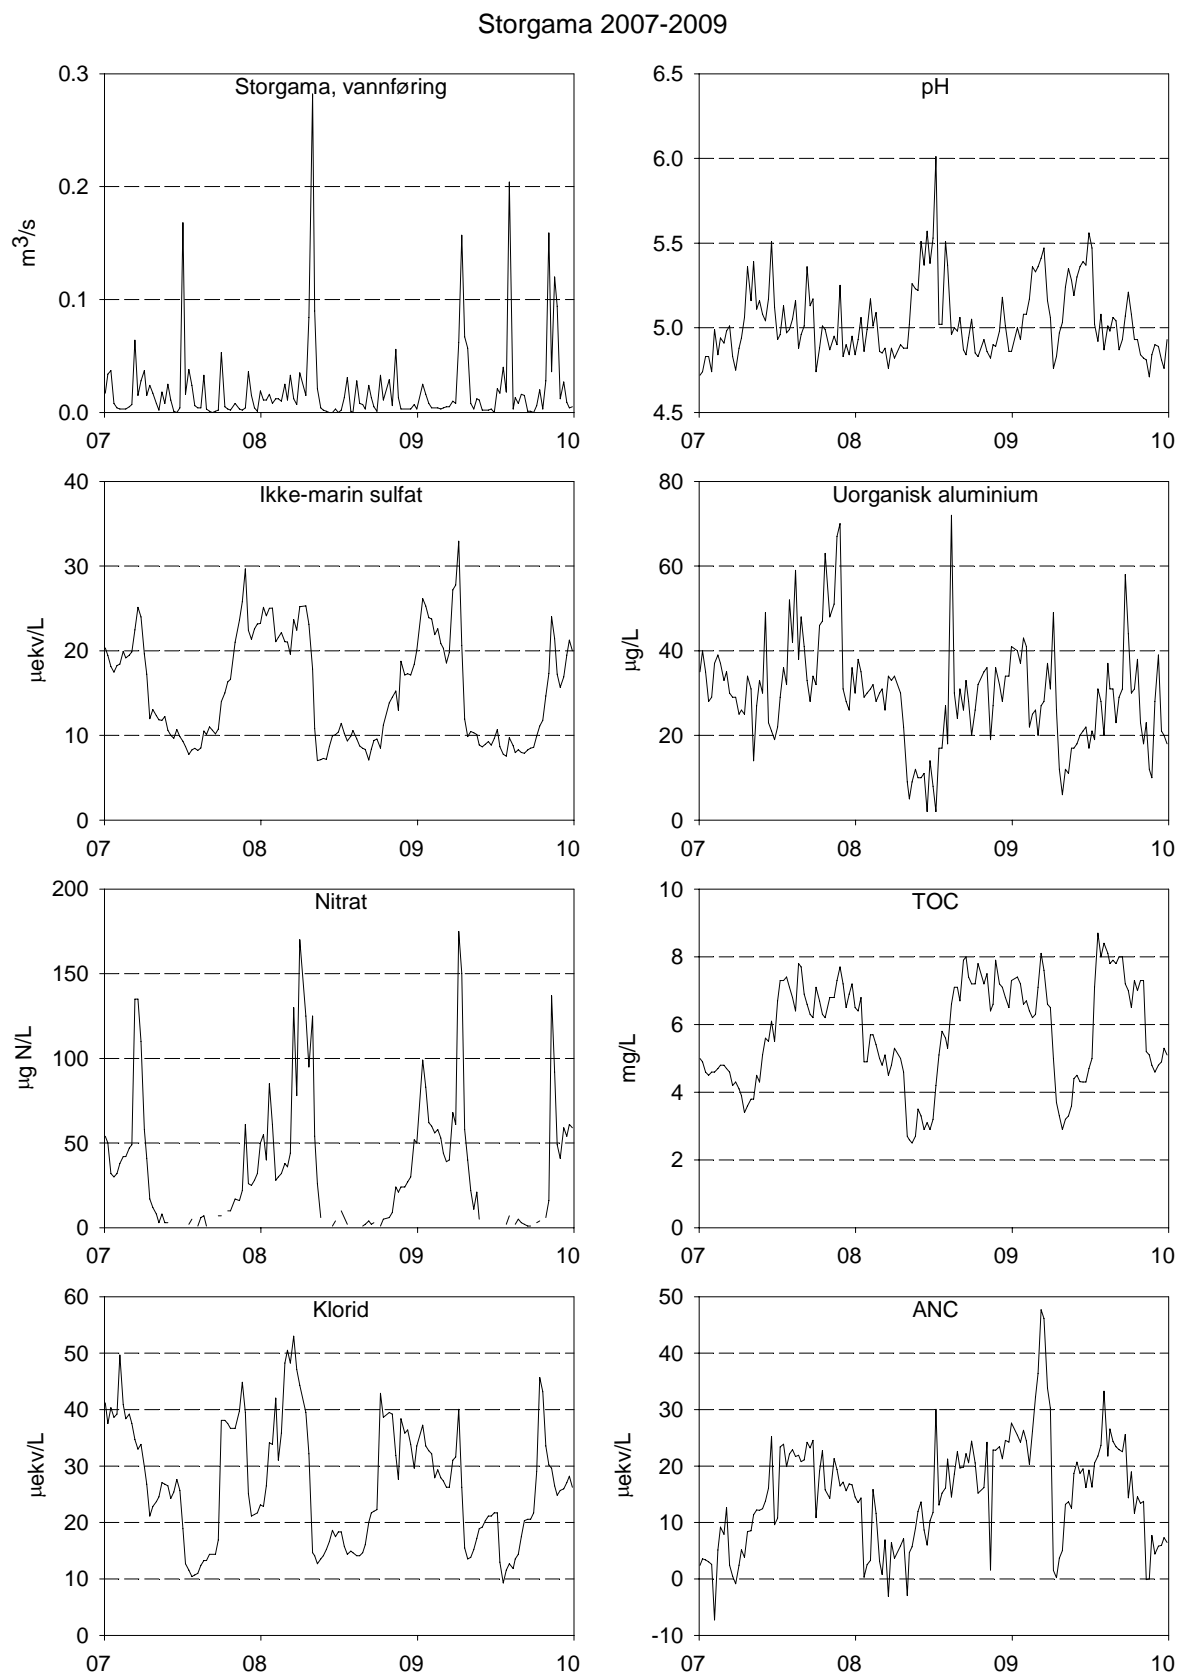 Storgama 2007-2009
Storgama, vannføring
m3/s
0.3
0.2
0.1
0.0
07 08 09 10
pH
6.5
6.0
5.5
5.0
4.5
07 08 09 10
Ikke-marin sulfat
µekv/L
40
30
20
10
0
07 08 09 10
Uorganisk aluminium
µg/L
80
60
40
20
0
07 08 09 10
Nitrat
µg N/L
200
150
100
50
0
07 08 09 10
TOC
mg/L
10
8
6
4
2
0
07 08 09 10
Klorid
µekv/L
60
50
40
30
20
10
0
07 08 09 10
ANC
µekv/L
50
40
30
20
10
0
-10
07 08 09 10